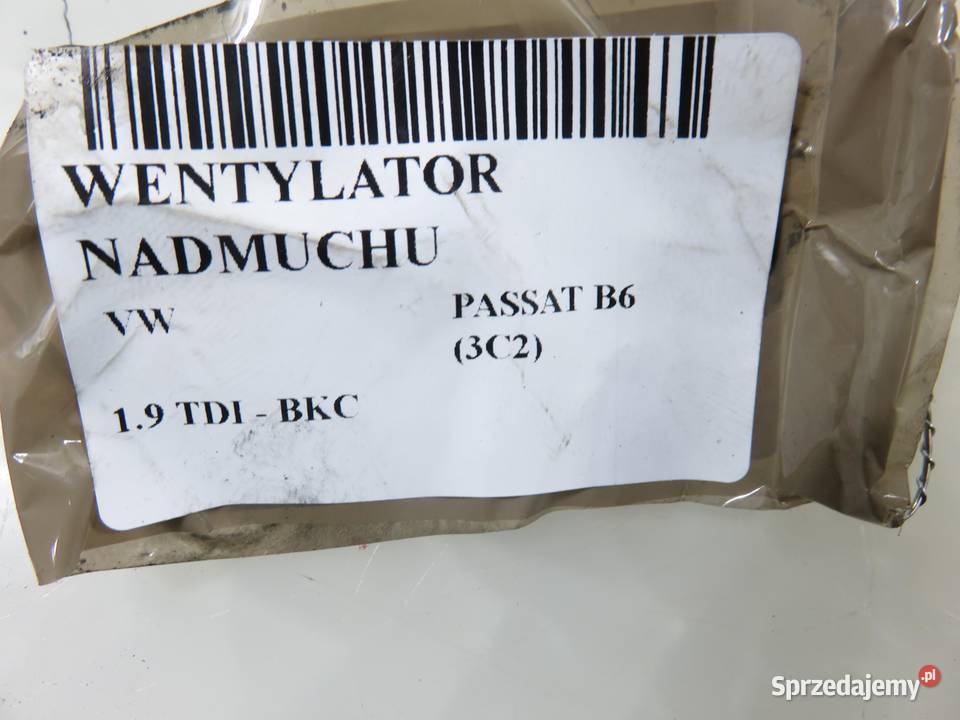 WENTYLATOR
NADMUCHU
VW
PASSAT B6
(3C2)
1.9 TDI - BKC
Sprzedajemy.pl